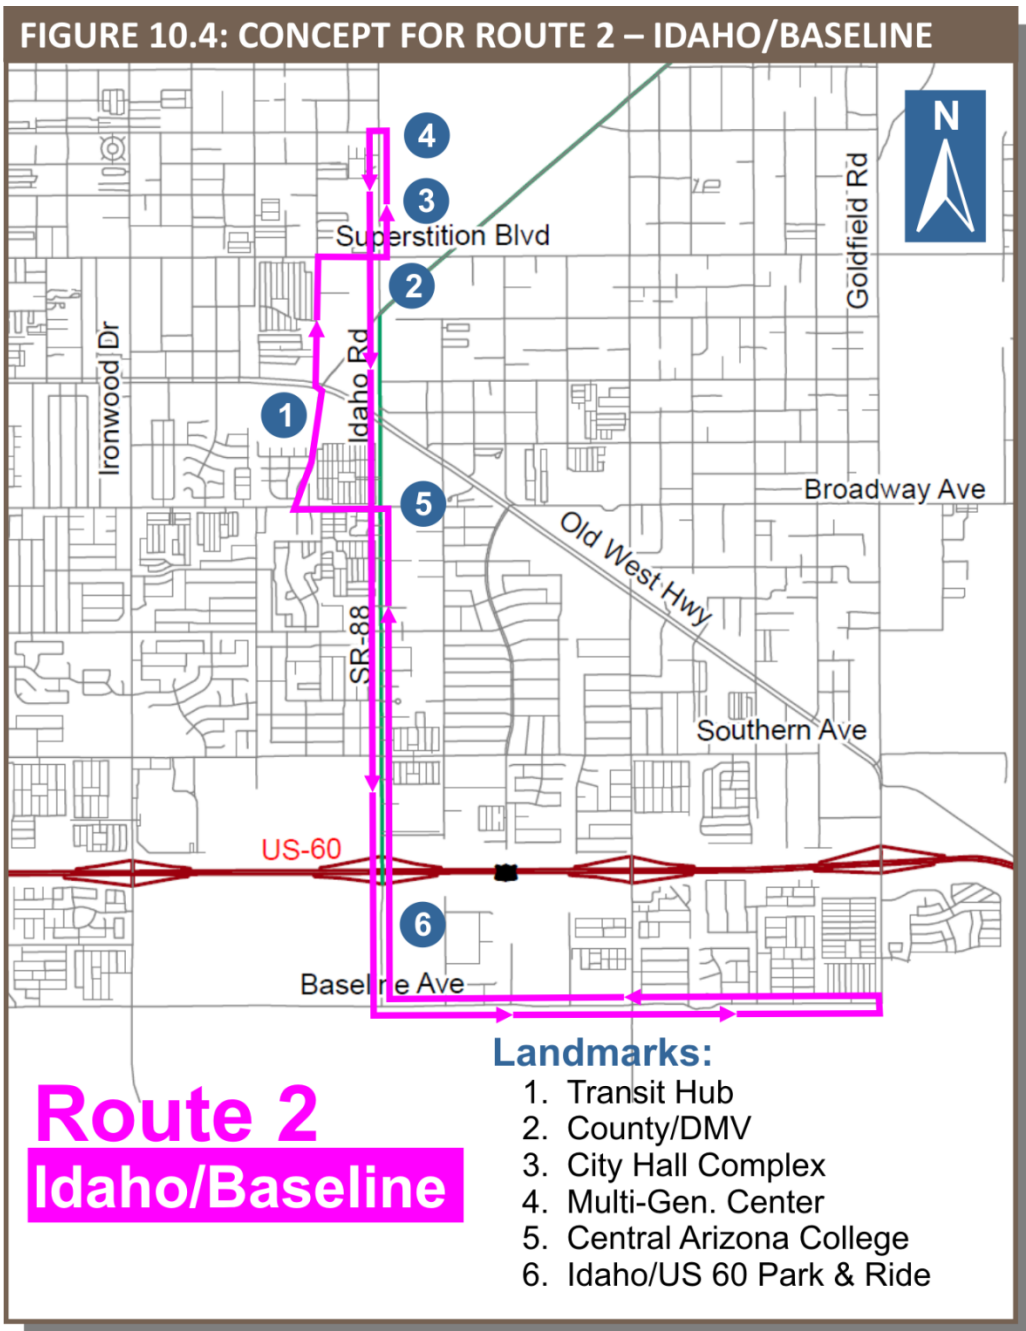 FIGURE 10.4: CONCEPT FOR ROUTE 2 – IDAHO/BASELINE
N
4
3
Superstition Blvd
Goldfield Rd
2
Ironwood Dr
Idaho Rd
1
5
Broadway Ave
Old West Hwy
SR-88
Southern Ave
US-60
6
Baseline Ave
Landmarks:
1. Transit Hub
2. County/DMV
3. City Hall Complex
4. Multi-Gen. Center
5. Central Arizona College
6. Idaho/US 60 Park & Ride
Route 2
Idaho/Baseline